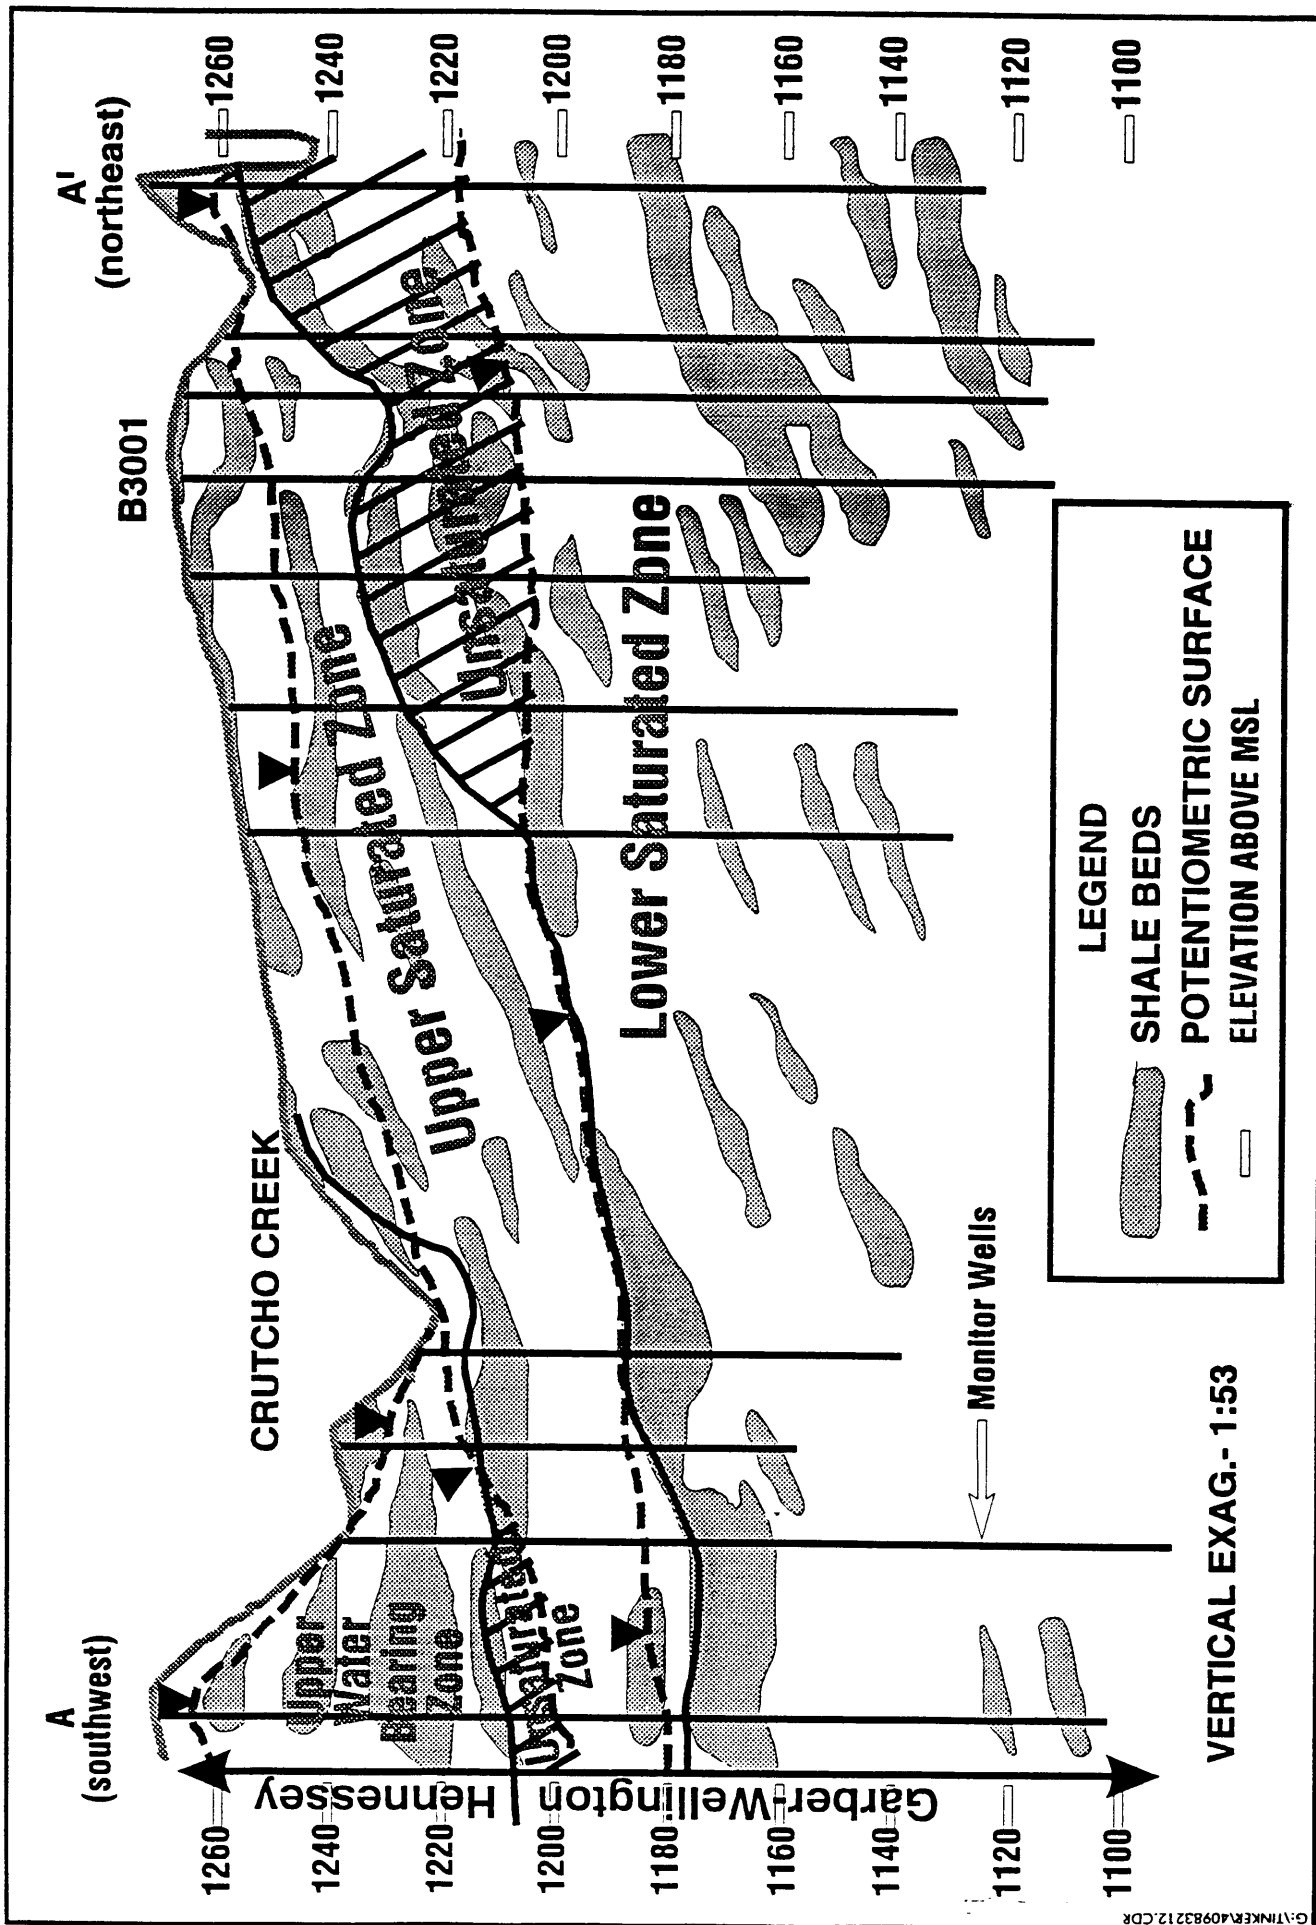 A
(southwest)
A'
(northeast)
CRUTCHO CREEK
B3001
1260
1240
1220
1200
1180
1160
1140
1120
1100
1260
1240
1220
1200
1180
1160
1140
1120
1100
Hennessey
Garber-Wellington
Upper
Water
Bearing
Zone
Unsaturated
Zone
Upper Saturated Zone
Unsaturated Zone
Lower Saturated Zone
Monitor Wells
VERTICAL EXAG.- 1:53
LEGEND
SHALE BEDS
POTENTIOMETRIC SURFACE
ELEVATION ABOVE MSL
G:\TINKER\40983212.CDR